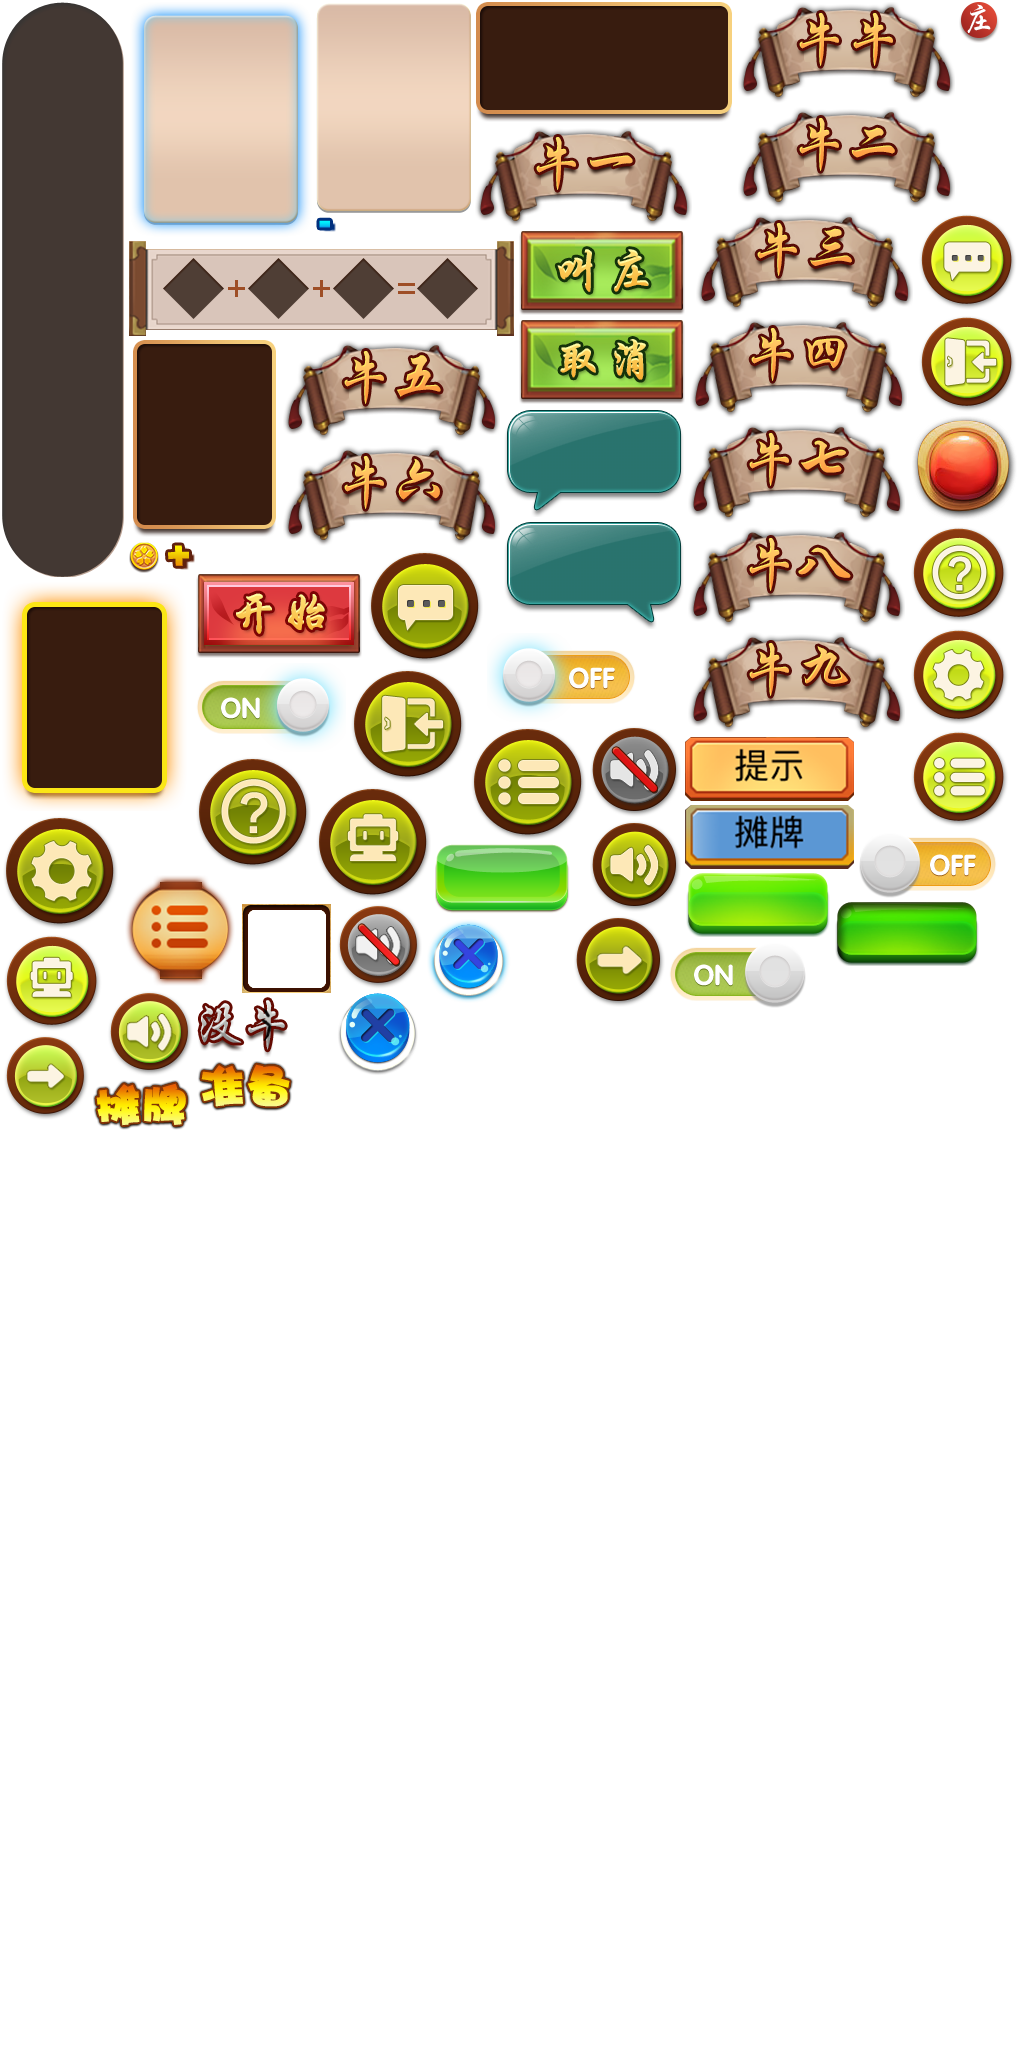 牛牛
庄
牛一
牛二
叫庄
牛三
+ + =
取消
牛四
牛五
牛六
牛七
牛八
开始
牛九
ON
OFF
?
?
提示
摊牌
OFF
ON
没牛
准备
摊牌